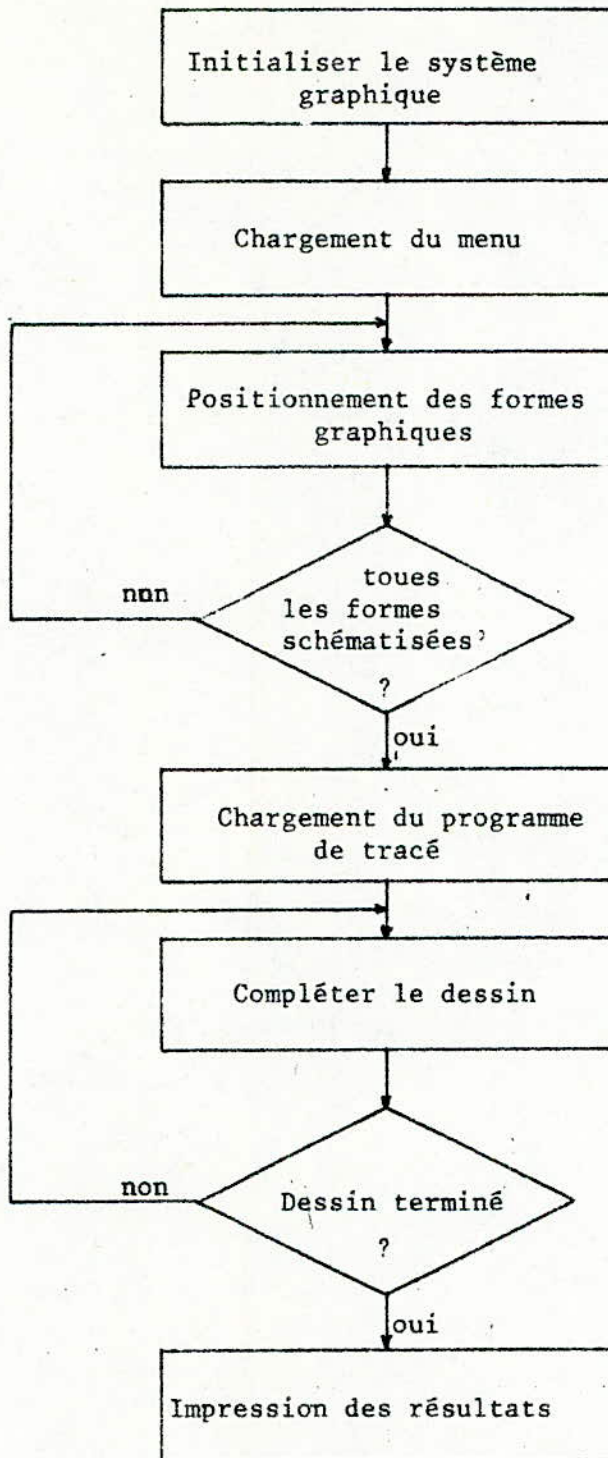 Initialiser le système
graphique
Chargement du menu
Positionnement des formes
graphiques
toues
les formes
schématisées
?
non
oui
Chargement du programme
de tracé
Compléter le dessin
Dessin terminé
?
non
oui
Impression des résultats